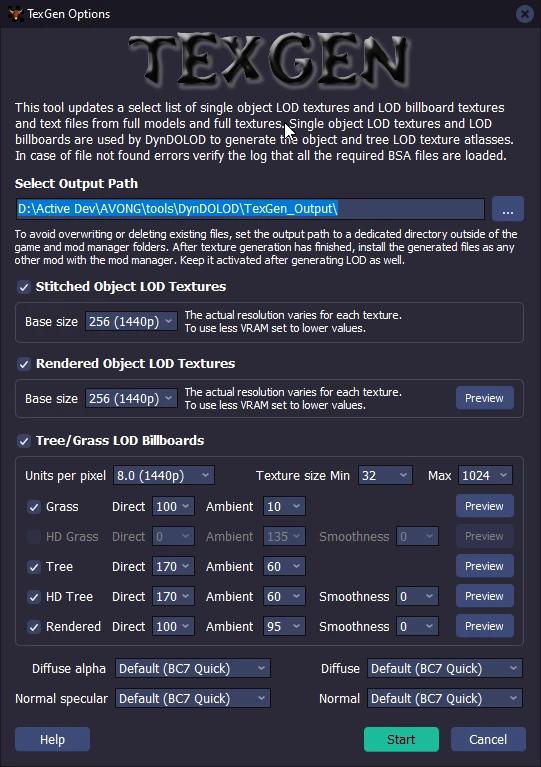 TexGen Options
TEXGEN
This tool updates a select list of single object LOD textures and LOD billboard textures
and text files from full models and full textures. Single object LOD textures and LOD
billboards are used by DynDOLOD to generate the object and tree LOD texture atlasses.
In case of file not found errors verify the log that all the required BSA files are loaded.
Select Output Path
D:\Active Dev\AVONG\tools\DynDOLOD\TexGen_Output\ ...
To avoid overwriting or deleting existing files, set the output path to a dedicated directory outside of the
game and mod manager folders. After texture generation has finished, install the generated files as any
other mod with the mod manager. Keep it activated after generating LOD as well.
Stitched Object LOD Textures
Base size 256 (1440p) The actual resolution varies for each texture.
To use less VRAM set to lower values.
Rendered Object LOD Textures
Base size 256 (1440p) The actual resolution varies for each texture.
To use less VRAM set to lower values.
Preview
Tree/Grass LOD Billboards
Units per pixel 8.0 (1440p) Texture size Min 32 Max 1024
Grass Direct 100 Ambient 10 Preview
HD Grass Direct 0 Ambient 135 Smoothness 0 Preview
Tree Direct 170 Ambient 60 Preview
HD Tree Direct 170 Ambient 60 Smoothness 0 Preview
Rendered Direct 100 Ambient 95 Smoothness 0 Preview
Diffuse alpha Default (BC7 Quick) Diffuse Default (BC7 Quick)
Normal specular Default (BC7 Quick) Normal Default (BC7 Quick)
Help Start Cancel